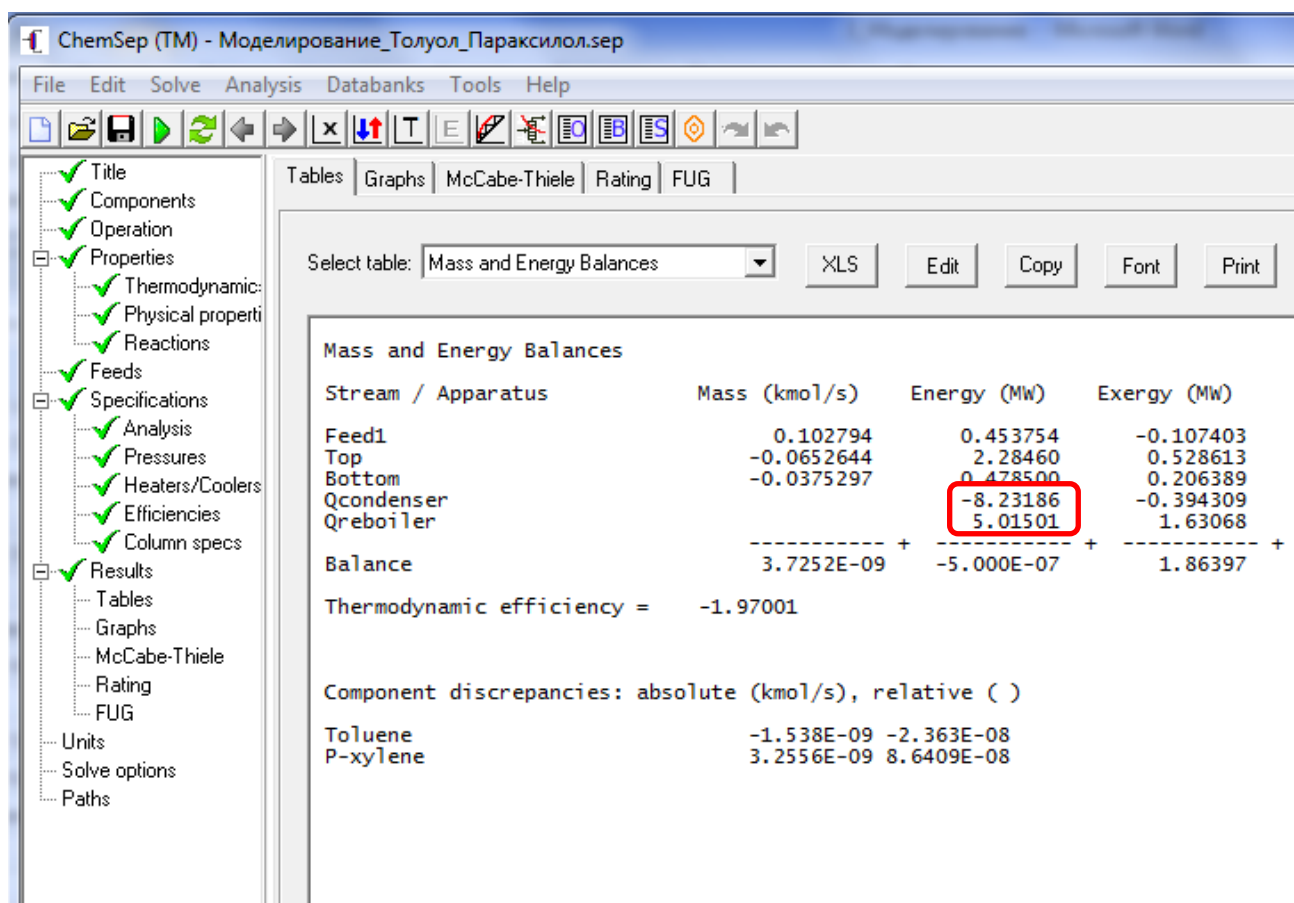 ChemSep (TM) - Моделирование_Толуол_Параксилол.sep
File Edit Solve Analysis Databanks Tools Help
Title
Components
Operation
Properties
Thermodynamic
Physical properti
Reactions
Feeds
Specifications
Analysis
Pressures
Heaters/Coolers
Efficiencies
Column specs
Results
Tables
Graphs
McCabe-Thiele
Rating
FUG
Units
Solve options
Paths
Tables Graphs McCabe-Thiele Rating FUG
Select table: Mass and Energy Balances XLS Edit Copy Font Print
Mass and Energy Balances
Stream / Apparatus Mass (kmol/s) Energy (MW) Exergy (MW)
Feed1 0.102794 0.453754 -0.107403
Top -0.0652644 2.28460 0.528613
Bottom -0.0375297 0.478500 0.206389
Qcondenser -8.23186 -0.394309
Qreboiler 5.01501 1.63068
----------- + ----------- + ----------- +
Balance 3.7252E-09 -5.000E-07 1.86397
Thermodynamic efficiency = -1.97001
Component discrepancies: absolute (kmol/s), relative ( )
Toluene -1.538E-09 -2.363E-08
P-xylene 3.2556E-09 8.6409E-08